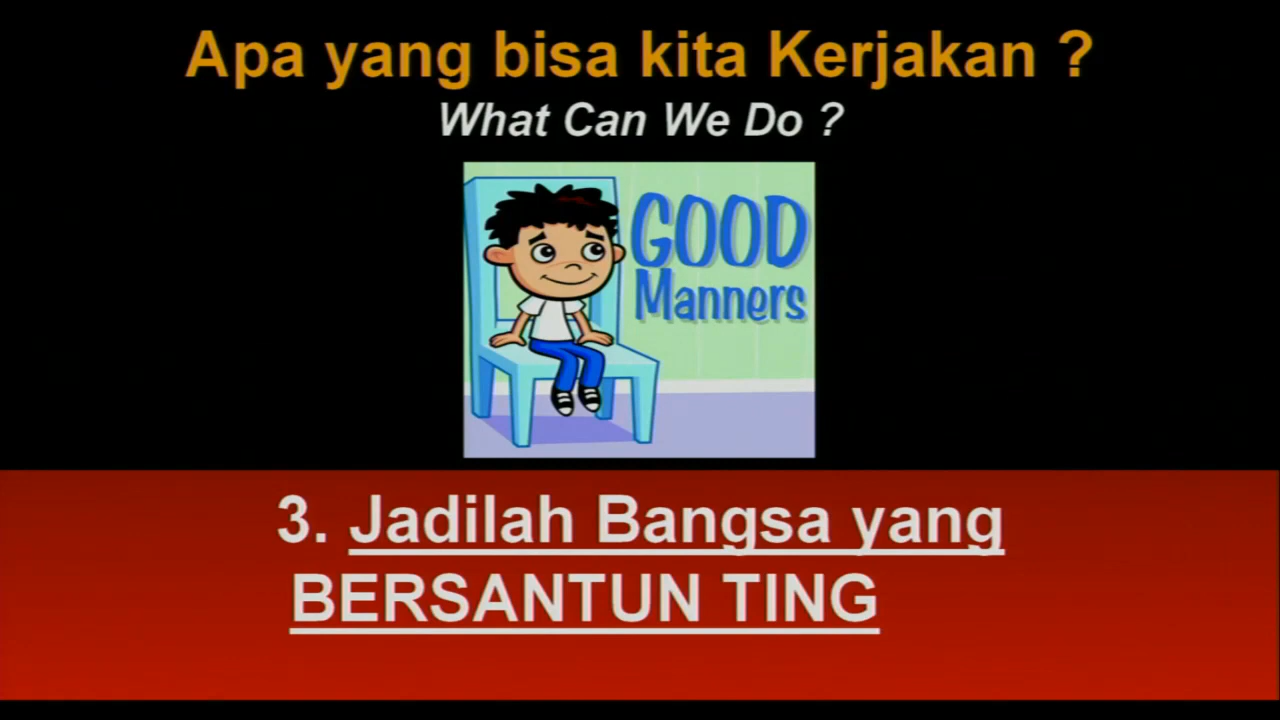 Apa yang bisa kita Kerjakan ?
What Can We Do ?
GOOD
Manners
3. Jadilah Bangsa yang
BERSANTUN TING